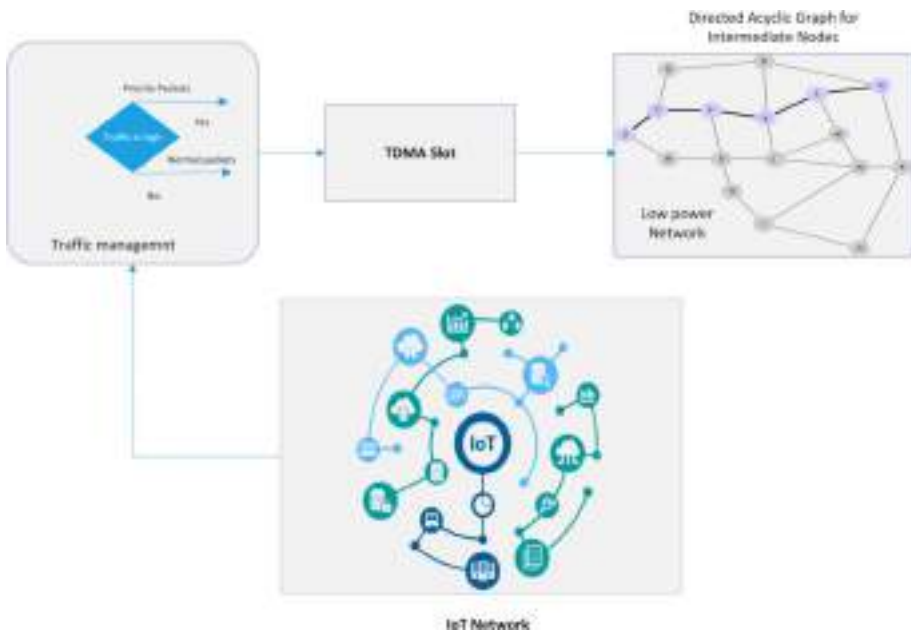 Directed Acyclic Graph for
Intermediate Nodes
Priority Packets
Yes
Normal packets
No
Traffic managemnt
TDMA Slot
Low power
Network
IoT
IoT Network